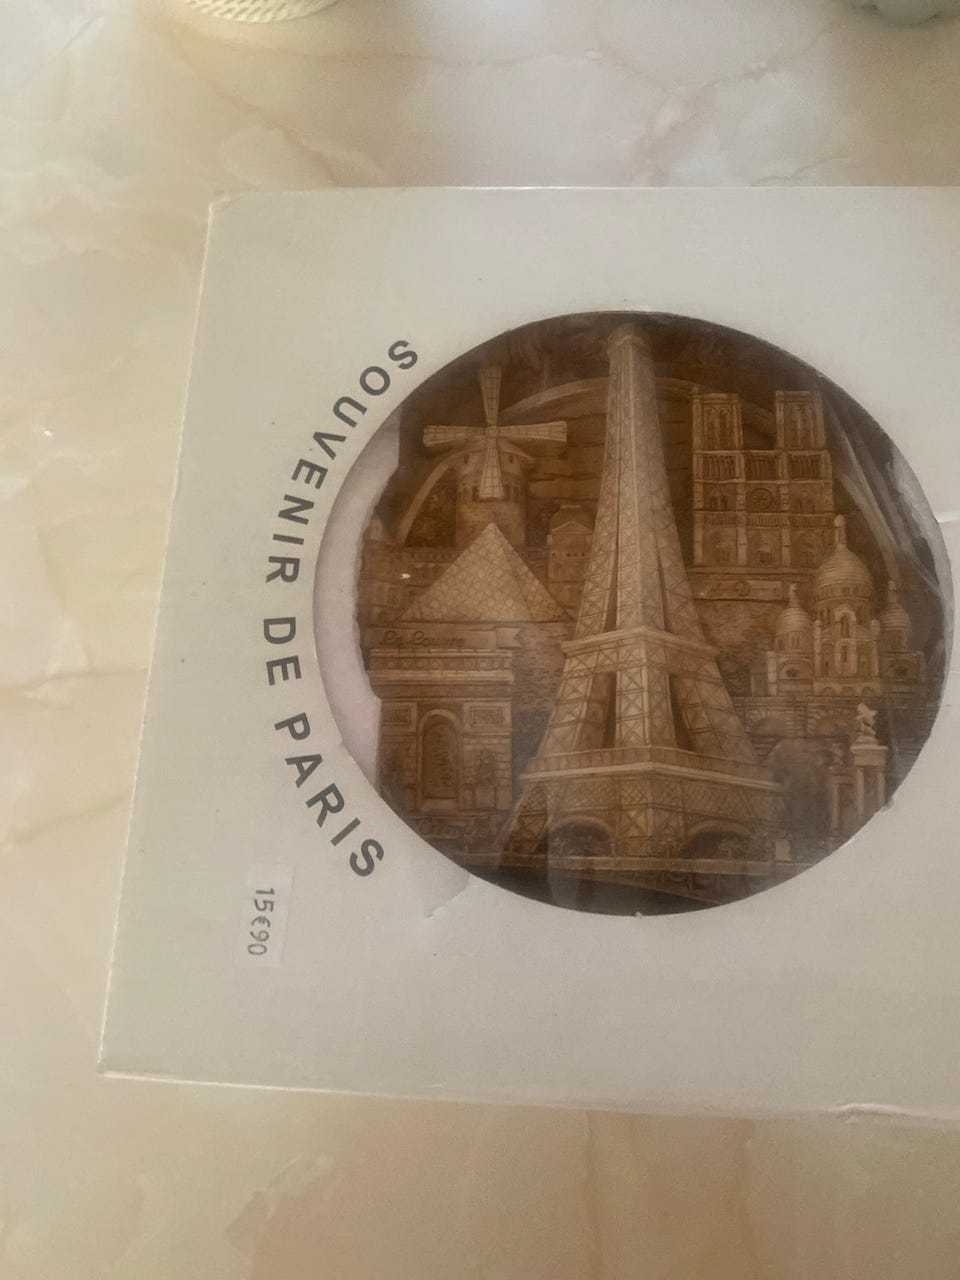 SOUVENIR DE PARIS
15€90
Le Louvre